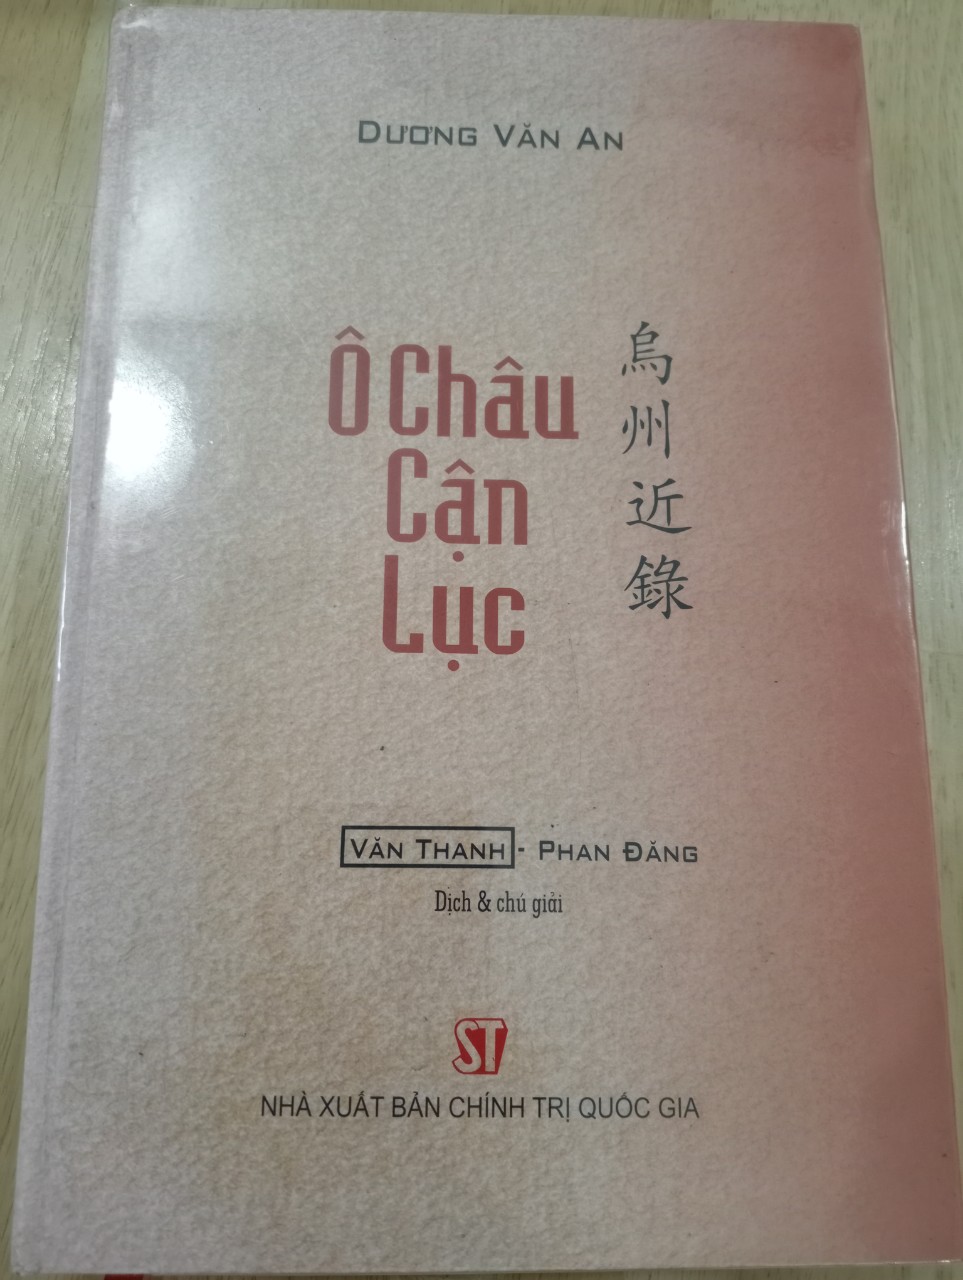 DƯƠNG VĂN AN
Ô Châu
Cận
Lục
烏州近錄
VĂN THANH - PHAN ĐĂNG
Dịch & chú giải
ST
NHÀ XUẤT BẢN CHÍNH TRỊ QUỐC GIA